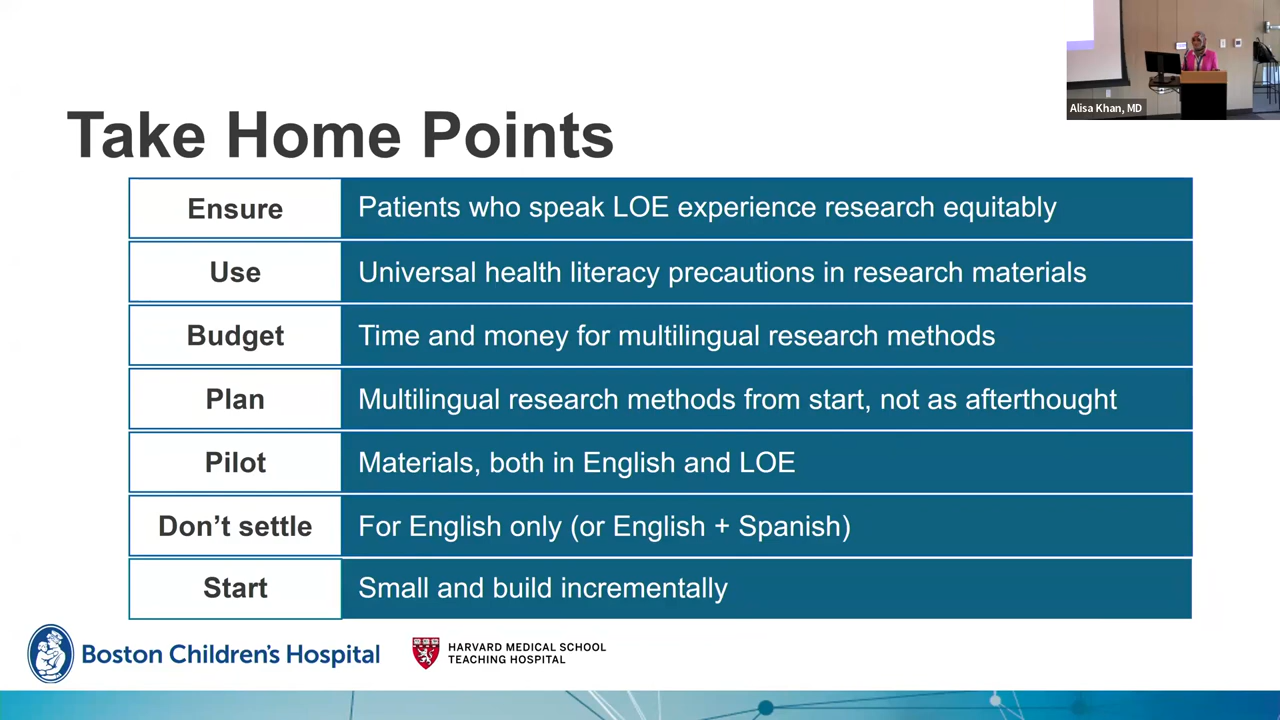 Alisa Khan, MD
Take Home Points
Ensure Patients who speak LOE experience research equitably
Use Universal health literacy precautions in research materials
Budget Time and money for multilingual research methods
Plan Multilingual research methods from start, not as afterthought
Pilot Materials, both in English and LOE
Don’t settle For English only (or English + Spanish)
Start Small and build incrementally
Boston Children's Hospital
HARVARD MEDICAL SCHOOL
TEACHING HOSPITAL